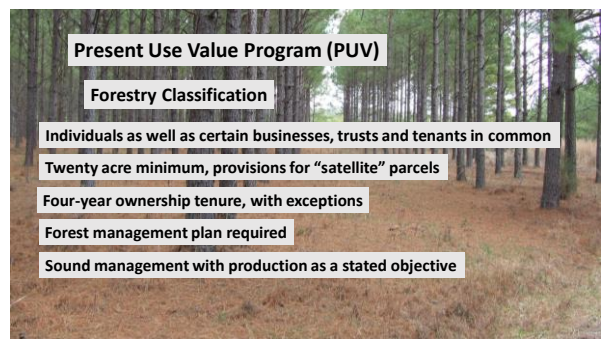 Present Use Value Program (PUV)
Forestry Classification
Individuals as well as certain businesses, trusts and tenants in common
Twenty acre minimum, provisions for “satellite” parcels
Four-year ownership tenure, with exceptions
Forest management plan required
Sound management with production as a stated objective